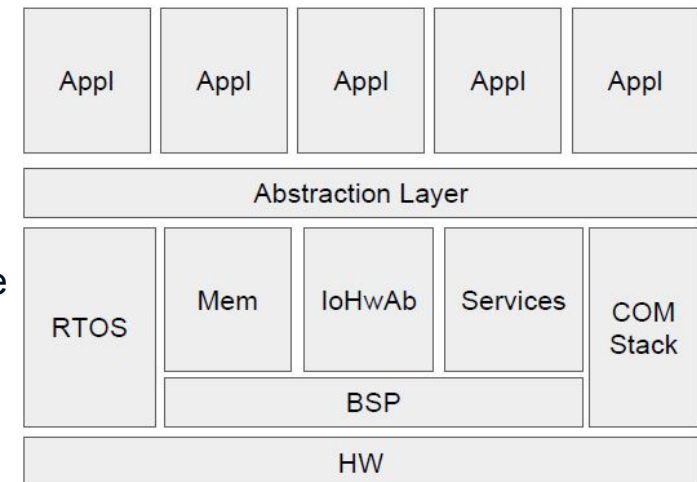 Appl Appl Appl Appl Appl
Abstraction Layer
e
RTOS Mem IoHwAb Services COM
Stack
BSP
HW